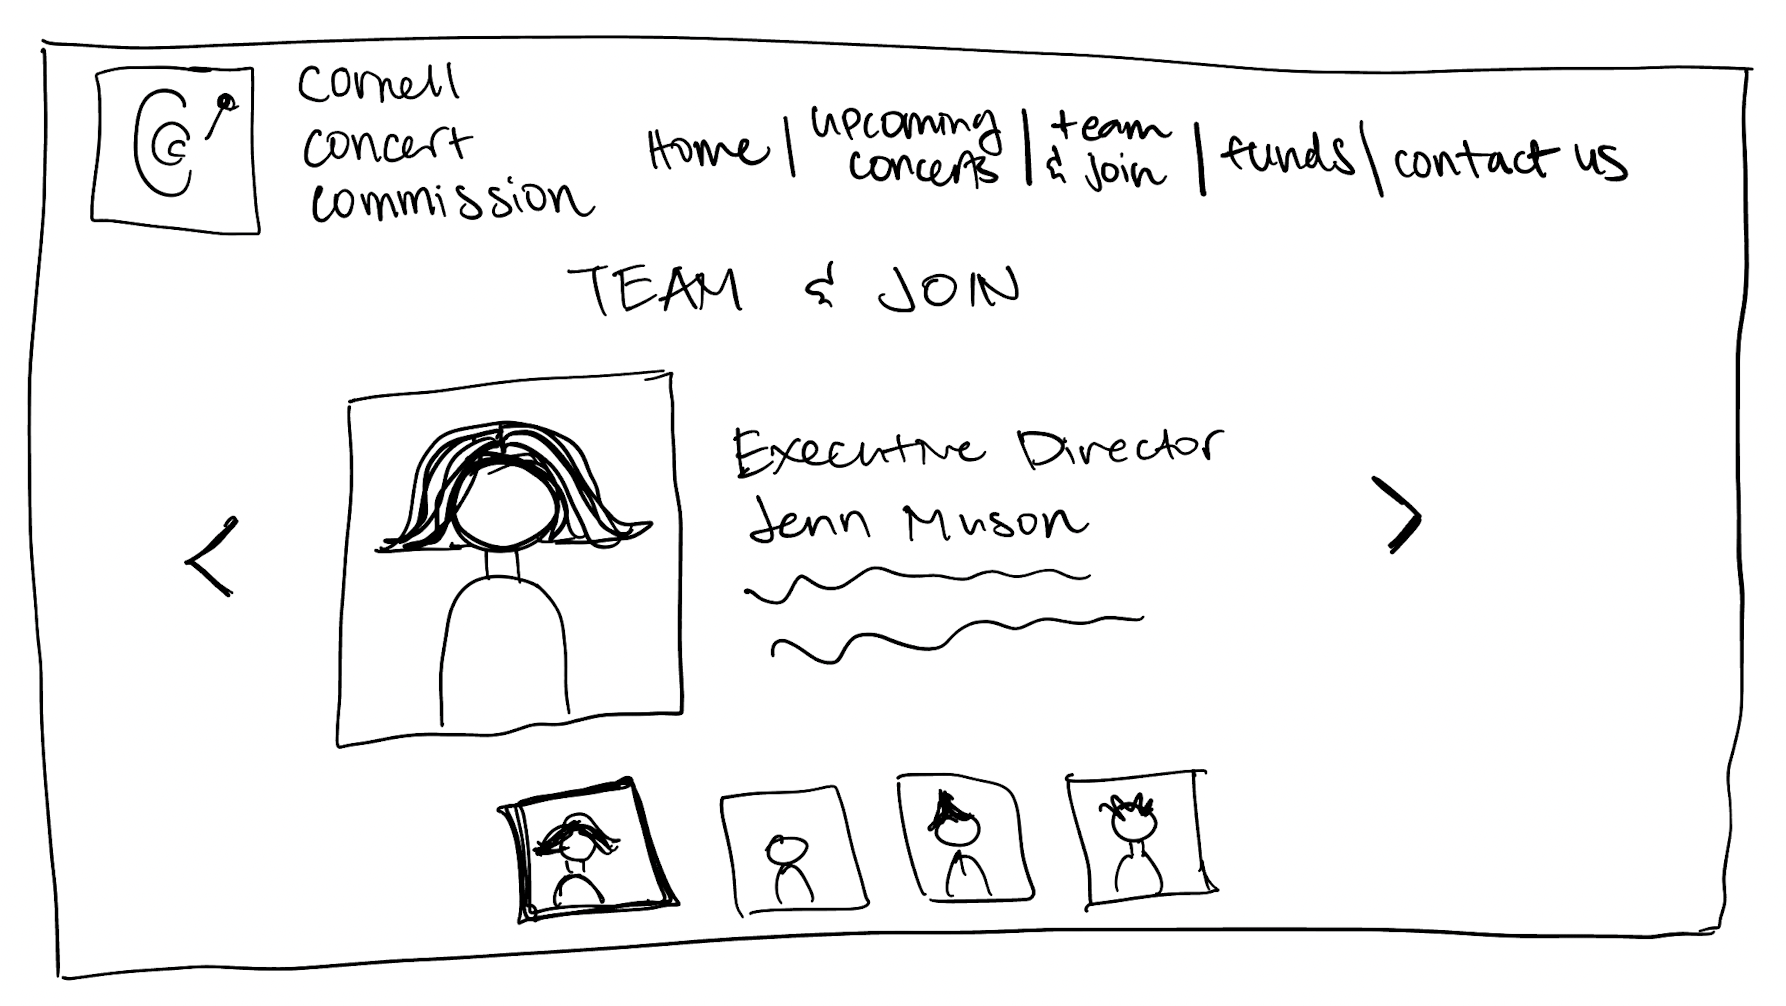 Cornell
concert
commission
Home | upcoming concerts | team & join | funds | contact us
TEAM & JOIN
Executive Director
Jenn Muson